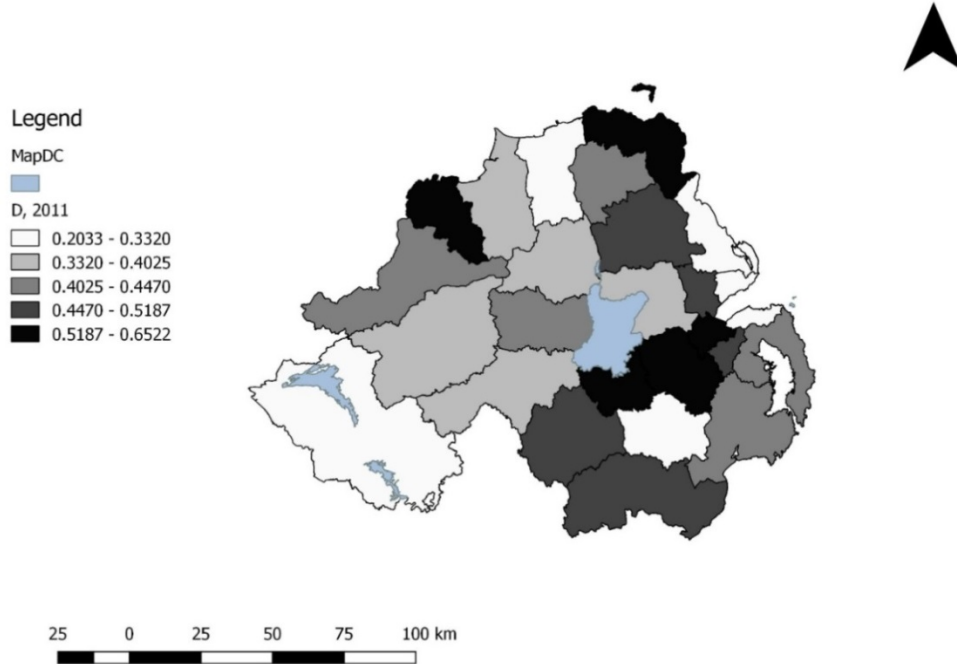 Legend
MapDC
D, 2011
0.2033 - 0.3320
0.3320 - 0.4025
0.4025 - 0.4470
0.4470 - 0.5187
0.5187 - 0.6522
25 0 25 50 75 100 km